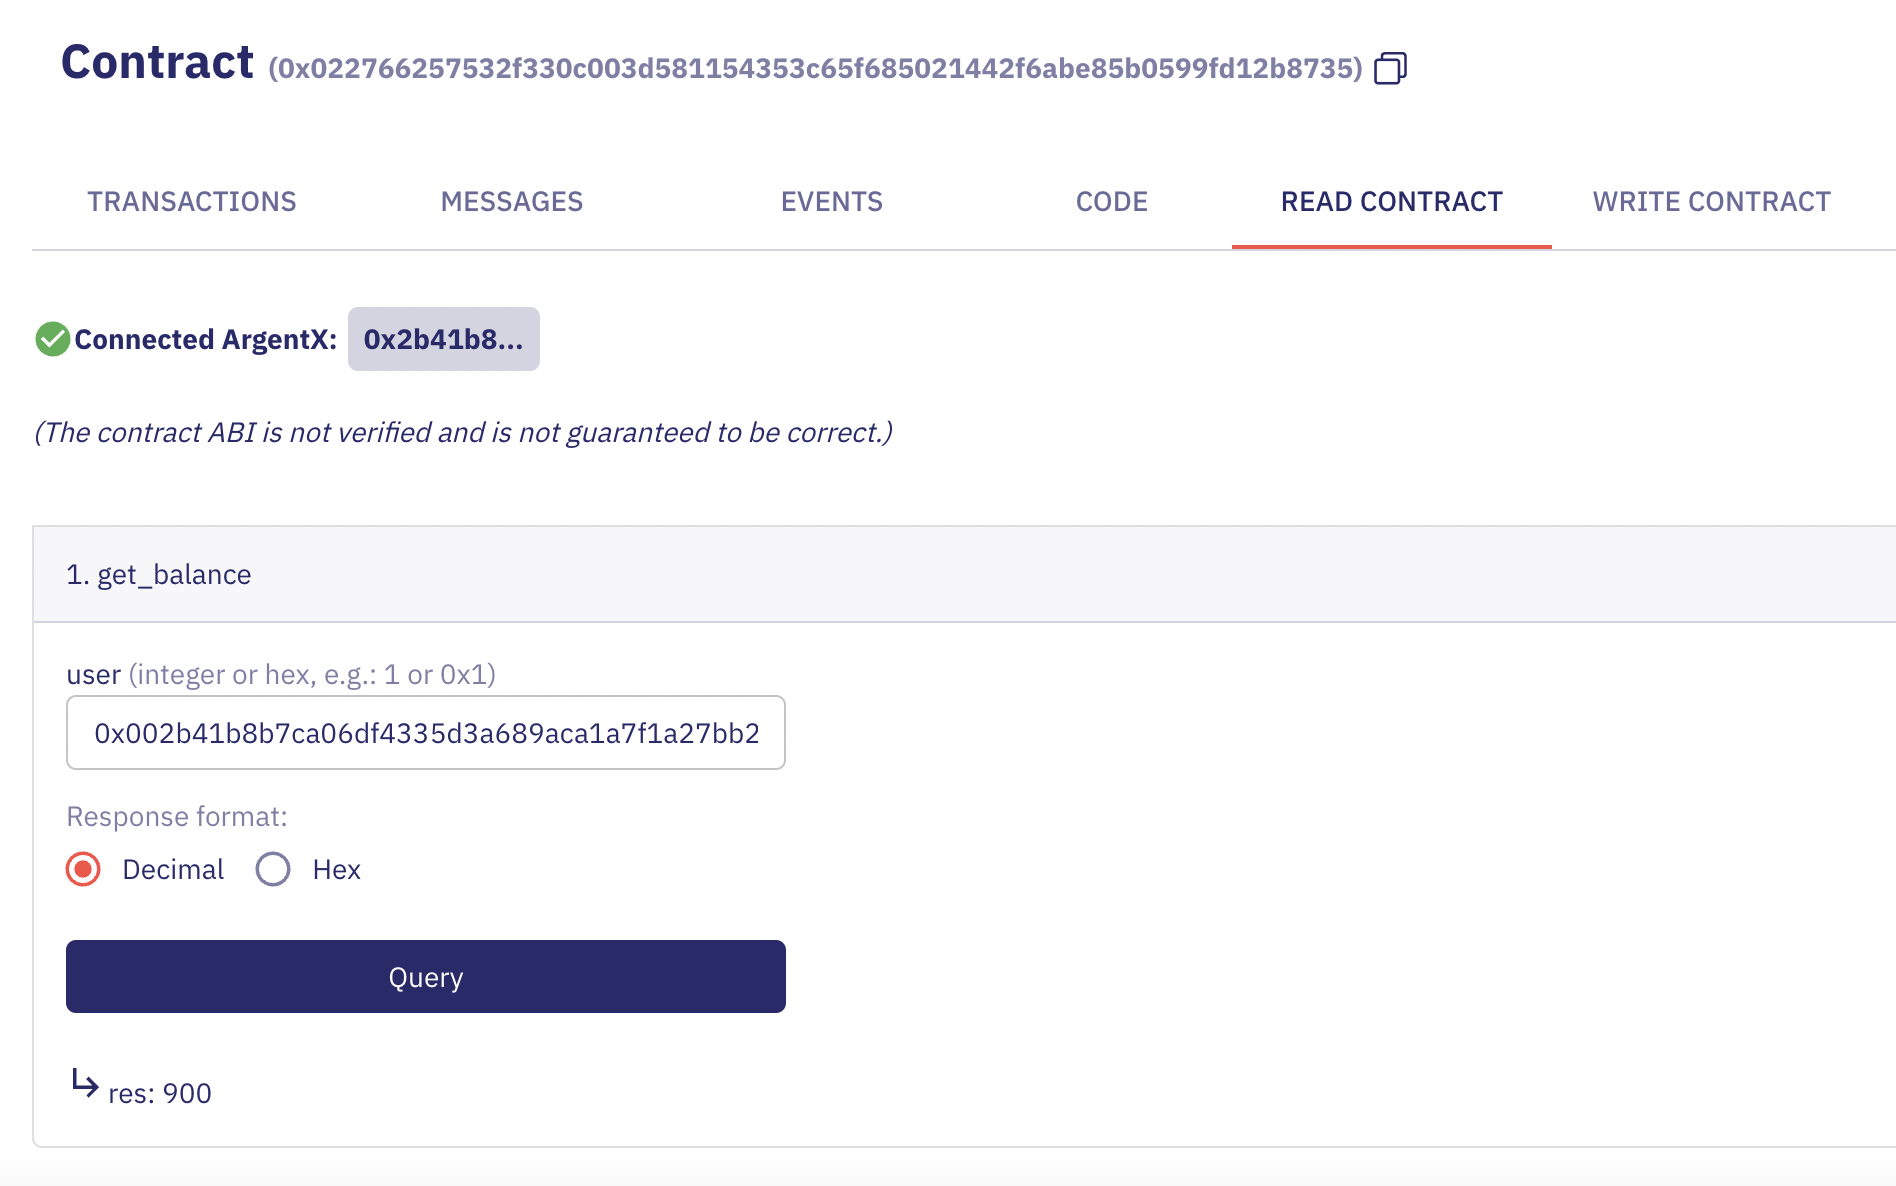 Contract (0x022766257532f330c003d581154353c65f685021442f6abe85b0599fd12b8735)
TRANSACTIONS MESSAGES EVENTS CODE READ CONTRACT WRITE CONTRACT
Connected ArgentX: 0x2b41b8...
(The contract ABI is not verified and is not guaranteed to be correct.)
1. get_balance
user (integer or hex, e.g.: 1 or 0x1)
0x002b41b8b7ca06df4335d3a689aca1a7f1a27bb2
Response format:
Decimal Hex
Query
res: 900